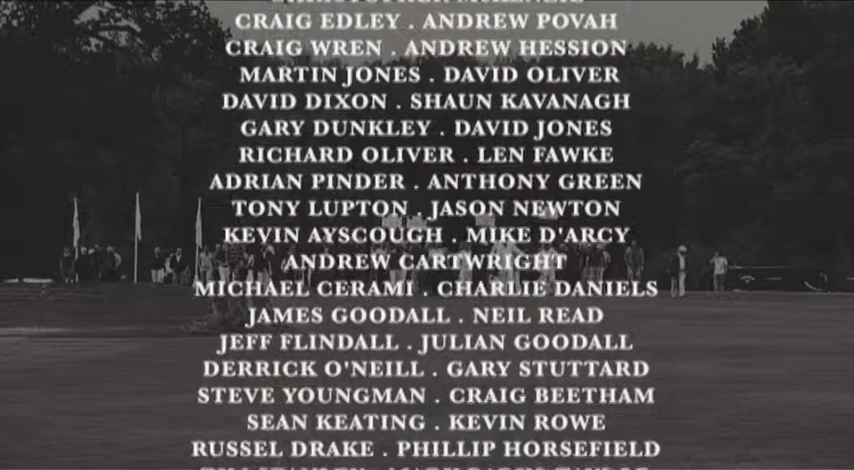 CRAIG EDLEY . ANDREW POVAH
CRAIG WREN . ANDREW HESSION
MARTIN JONES . DAVID OLIVER
DAVID DIXON . SHAUN KAVANAGH
GARY DUNKLEY . DAVID JONES
RICHARD OLIVER . LEN FAWKE
ADRIAN PINDER . ANTHONY GREEN
TONY LUPTON . JASON NEWTON
KEVIN AYSCOUGH . MIKE D'ARCY
ANDREW CARTWRIGHT
MICHAEL CERAMI . CHARLIE DANIELS
JAMES GOODALL . NEIL READ
JEFF FLINDALL . JULIAN GOODALL
DERRICK O'NEILL . GARY STUTTARD
STEVE YOUNGMAN . CRAIG BEETHAM
SEAN KEATING . KEVIN ROWE
RUSSEL DRAKE . PHILLIP HORSEFIELD